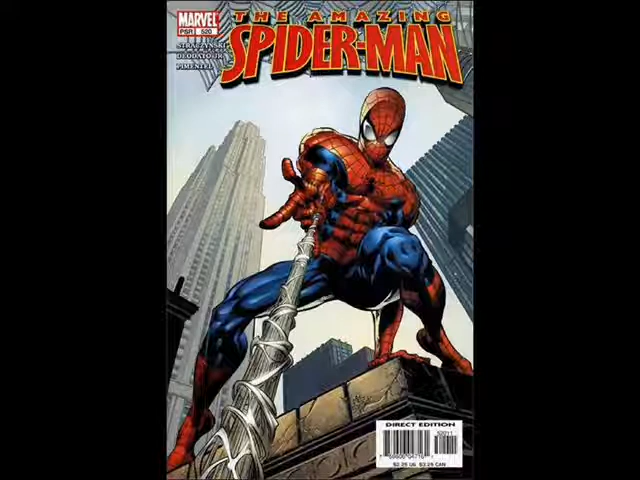 MARVEL
PSR 520
STRACZYNSKI
DEODATO JR.
PIMENTEL
THE AMAZING
SPIDER-MAN
DIRECT EDITION
$2.25 US $3.25 CAN